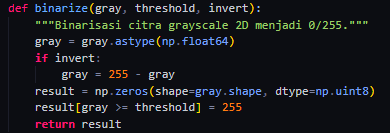 def binarize(gray, threshold, invert):
    """Binarisasi citra grayscale 2D menjadi 0/255."""
    gray = gray.astype(np.float64)
    if invert:
        gray = 255 - gray
    result = np.zeros(shape=gray.shape, dtype=np.uint8)
    result[gray >= threshold] = 255
    return result